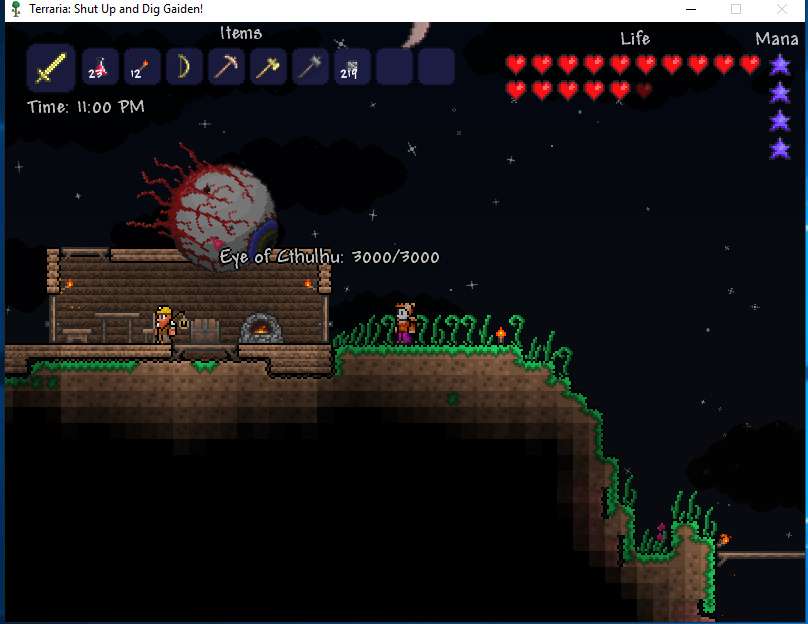 Terraria: Shut Up and Dig Gaiden!
Items
Life
Mana
23
12
219
Time: 11:00 PM
Eye of Cthulhu: 3000/3000